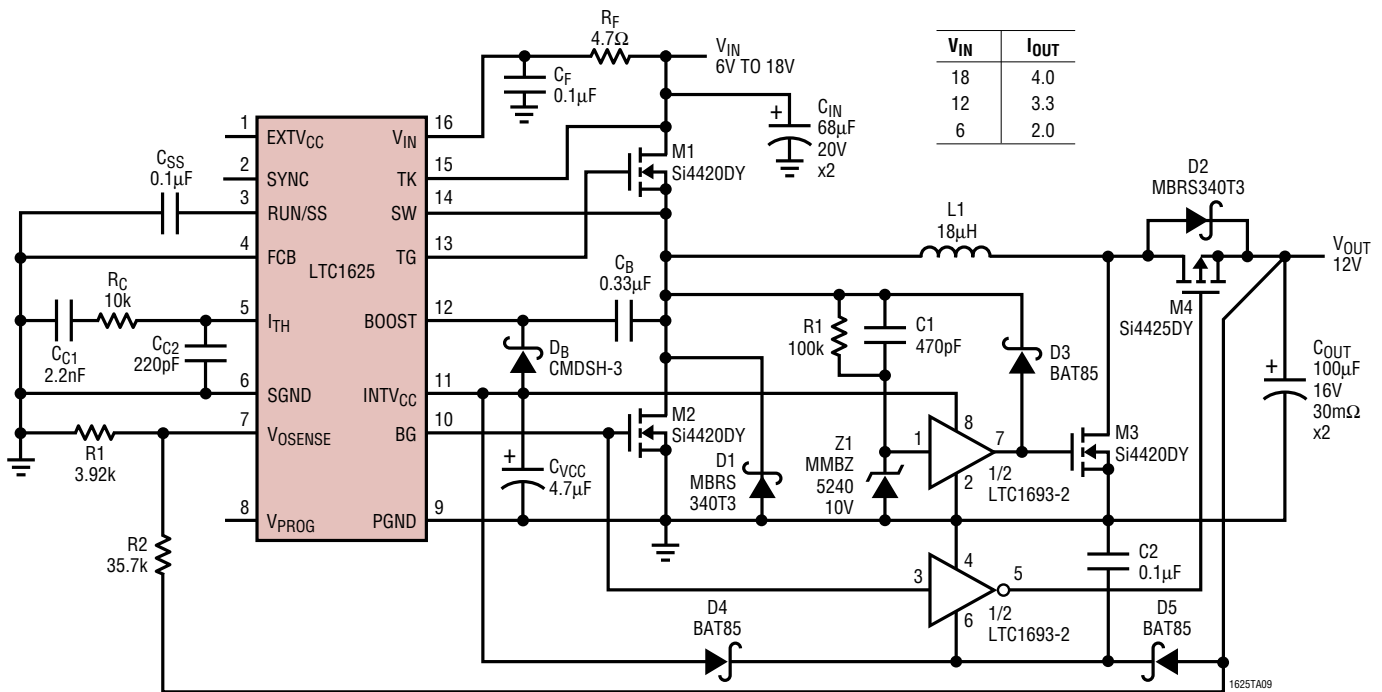 R_F
4.7Ω
V_IN
6V TO 18V
V_IN I_OUT
18 4.0
12 3.3
6 2.0
C_F
0.1µF
+
C_IN
68µF
20V
x2
1
EXTV_CC
V_IN
16
2
SYNC
TK
15
C_SS
0.1µF
3
RUN/SS
SW
14
4
FCB
TG
13
LTC1625
M1
Si4420DY
D2
MBRS340T3
L1
18µH
V_OUT
12V
M4
Si4425DY
C_B
0.33µF
R_C
10k
5
I_TH
BOOST
12
C_C1
2.2nF
C_C2
220pF
D_B
CMDSH-3
R1
100k
C1
470pF
D3
BAT85
+
C_OUT
100µF
16V
30mΩ
x2
6
SGND
INTV_CC
11
7
V_OSENSE
BG
10
R1
3.92k
M2
Si4420DY
+
C_VCC
4.7µF
D1
MBRS
340T3
Z1
MMBZ
5240
10V
1
8
7
2
1/2
LTC1693-2
M3
Si4420DY
8
V_PROG
PGND
9
R2
35.7k
C2
0.1µF
3
4
5
6
1/2
LTC1693-2
D4
BAT85
D5
BAT85
1625TA09